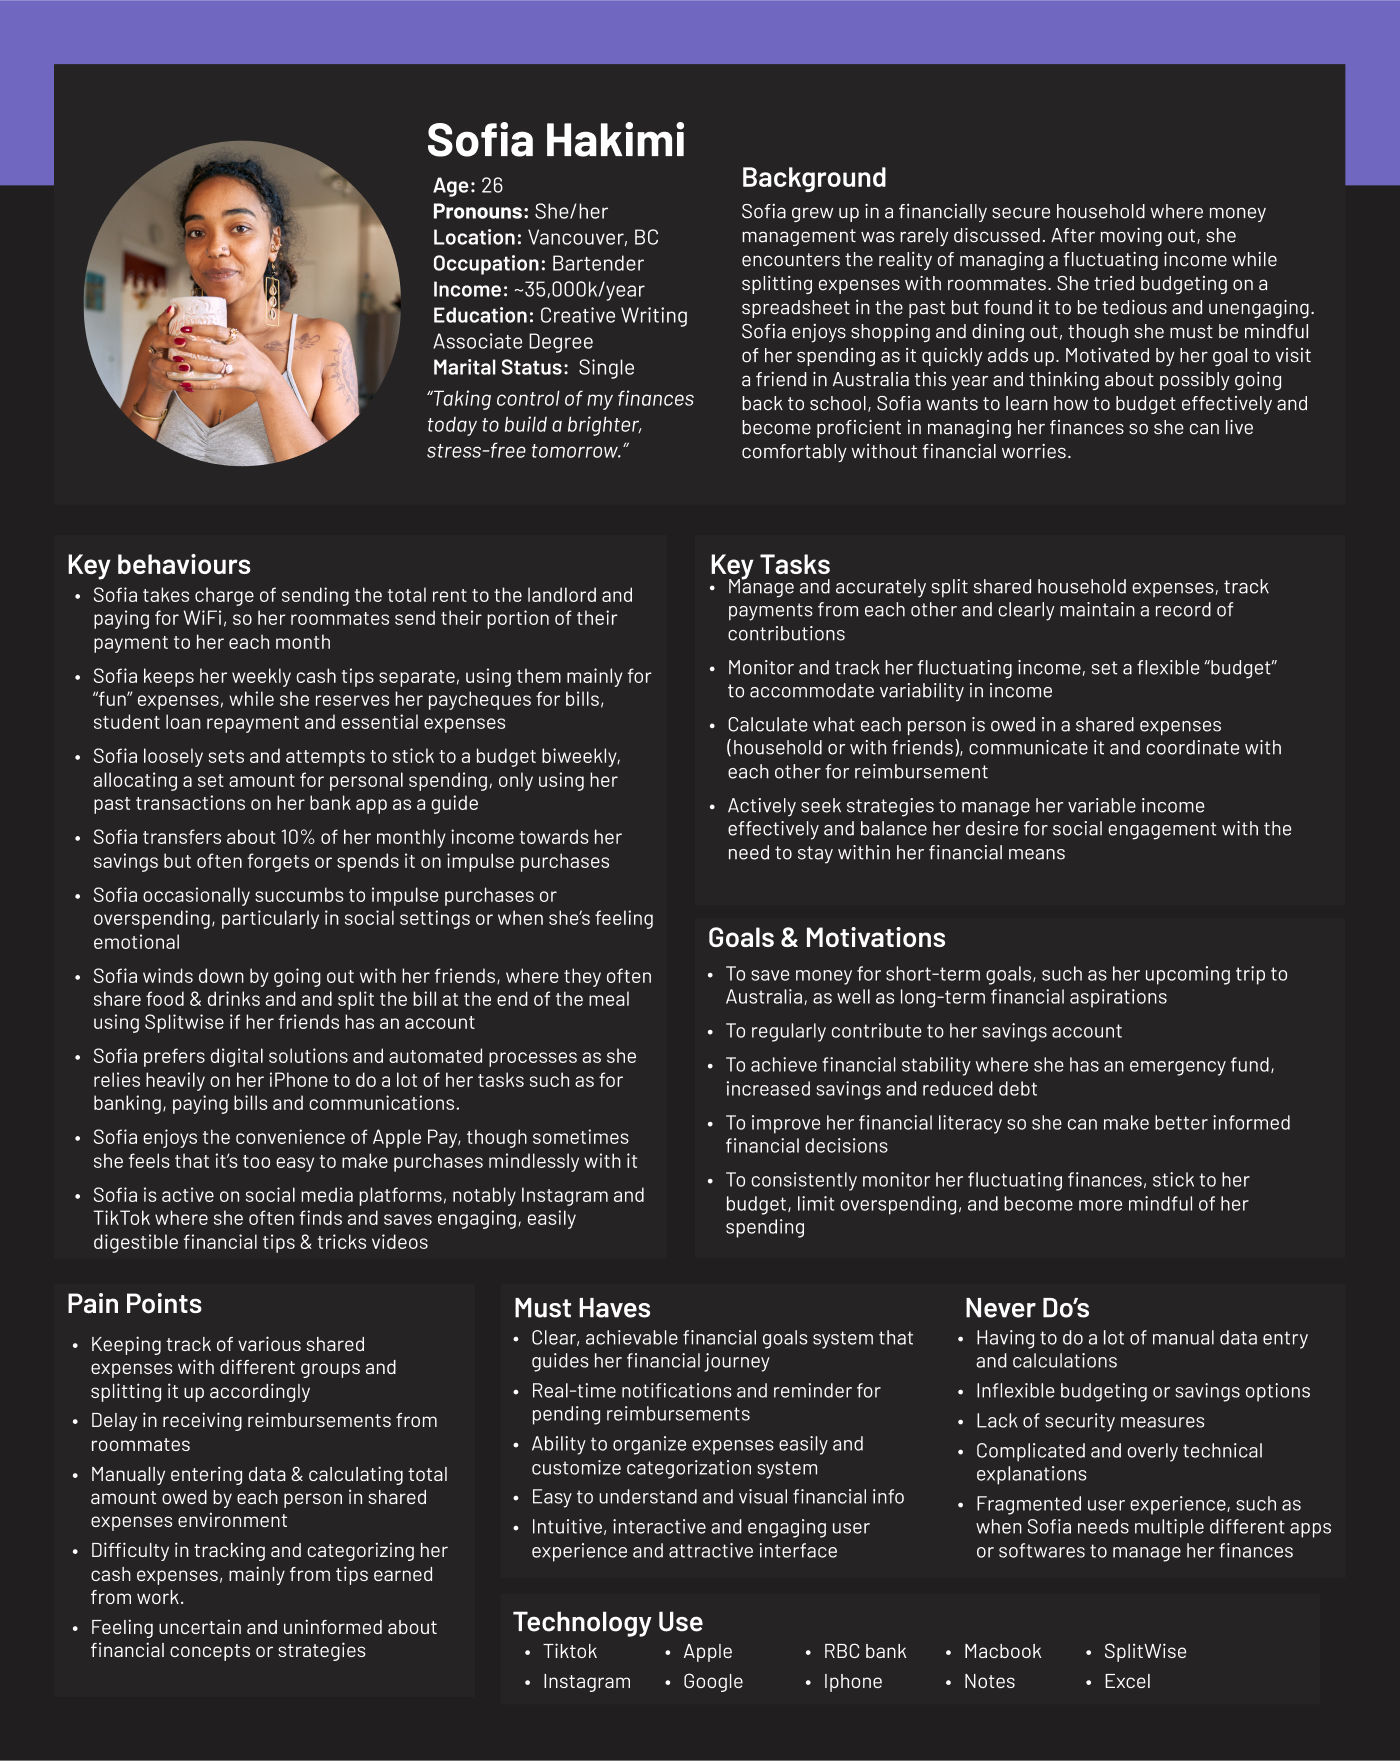 Sofia Hakimi
Age: 26
Pronouns: She/her
Location: Vancouver, BC
Occupation: Bartender
Income: ~35,000k/year
Education: Creative Writing
Associate Degree
Marital Status: Single
“Taking control of my finances
today to build a brighter,
stress-free tomorrow.”
Background
Sofia grew up in a financially secure household where money
management was rarely discussed. After moving out, she
encounters the reality of managing a fluctuating income while
splitting expenses with roommates. She tried budgeting on a
spreadsheet in the past but found it to be tedious and unengaging.
Sofia enjoys shopping and dining out, though she must be mindful
of her spending as it quickly adds up. Motivated by her goal to visit
a friend in Australia this year and thinking about possibly going
back to school, Sofia wants to learn how to budget effectively and
become proficient in managing her finances so she can live
comfortably without financial worries.
Key behaviours
• Sofia takes charge of sending the total rent to the landlord and
paying for WiFi, so her roommates send their portion of their
payment to her each month
• Sofia keeps her weekly cash tips separate, using them mainly for
“fun” expenses, while she reserves her paycheques for bills,
student loan repayment and essential expenses
• Sofia loosely sets and attempts to stick to a budget biweekly,
allocating a set amount for personal spending, only using her
past transactions on her bank app as a guide
• Sofia transfers about 10% of her monthly income towards her
savings but often forgets or spends it on impulse purchases
• Sofia occasionally succumbs to impulse purchases or
overspending, particularly in social settings or when she’s feeling
emotional
• Sofia winds down by going out with her friends, where they often
share food & drinks and and split the bill at the end of the meal
using Splitwise if her friends has an account
• Sofia prefers digital solutions and automated processes as she
relies heavily on her iPhone to do a lot of her tasks such as for
banking, paying bills and communications.
• Sofia enjoys the convenience of Apple Pay, though sometimes
she feels that it’s too easy to make purchases mindlessly with it
• Sofia is active on social media platforms, notably Instagram and
TikTok where she often finds and saves engaging, easily
digestible financial tips & tricks videos
Key Tasks
• Manage and accurately split shared household expenses, track
payments from each other and clearly maintain a record of
contributions
• Monitor and track her fluctuating income, set a flexible “budget”
to accommodate variability in income
• Calculate what each person is owed in a shared expenses
(household or with friends), communicate it and coordinate with
each other for reimbursement
• Actively seek strategies to manage her variable income
effectively and balance her desire for social engagement with the
need to stay within her financial means
Goals & Motivations
• To save money for short-term goals, such as her upcoming trip to
Australia, as well as long-term financial aspirations
• To regularly contribute to her savings account
• To achieve financial stability where she has an emergency fund,
increased savings and reduced debt
• To improve her financial literacy so she can make better informed
financial decisions
• To consistently monitor her fluctuating finances, stick to her
budget, limit overspending, and become more mindful of her
spending
Pain Points
• Keeping track of various shared
expenses with different groups and
splitting it up accordingly
• Delay in receiving reimbursements from
roommates
• Manually entering data & calculating total
amount owed by each person in shared
expenses environment
• Difficulty in tracking and categorizing her
cash expenses, mainly from tips earned
from work.
• Feeling uncertain and uninformed about
financial concepts or strategies
Must Haves
• Clear, achievable financial goals system that
guides her financial journey
• Real-time notifications and reminder for
pending reimbursements
• Ability to organize expenses easily and
customize categorization system
• Easy to understand and visual financial info
• Intuitive, interactive and engaging user
experience and attractive interface
Never Do’s
• Having to do a lot of manual data entry
and calculations
• Inflexible budgeting or savings options
• Lack of security measures
• Complicated and overly technical
explanations
• Fragmented user experience, such as
when Sofia needs multiple different apps
or softwares to manage her finances
Technology Use
• Tiktok • Apple • RBC bank • Macbook • SplitWise
• Instagram • Google • Iphone • Notes • Excel